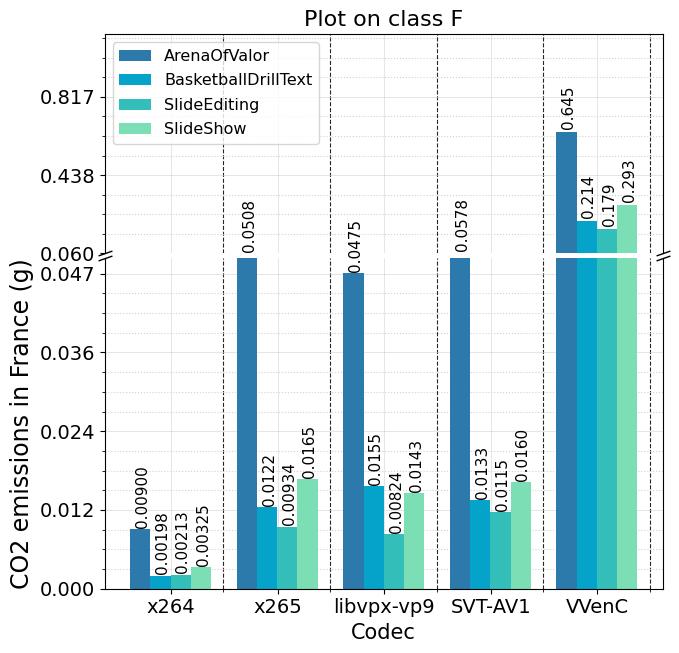 Plot on class F
ArenaOfValor
BasketballDrillText
SlideEditing
SlideShow
0.817
0.438
0.060
0.047
0.036
0.024
0.012
0.000
CO2 emissions in France (g)
0.00900
0.00198
0.00213
0.00325
0.0508
0.0122
0.00934
0.0165
0.0475
0.0155
0.00824
0.0143
0.0578
0.0133
0.0115
0.0160
0.645
0.214
0.179
0.293
x264
x265
libvpx-vp9
SVT-AV1
VVenC
Codec